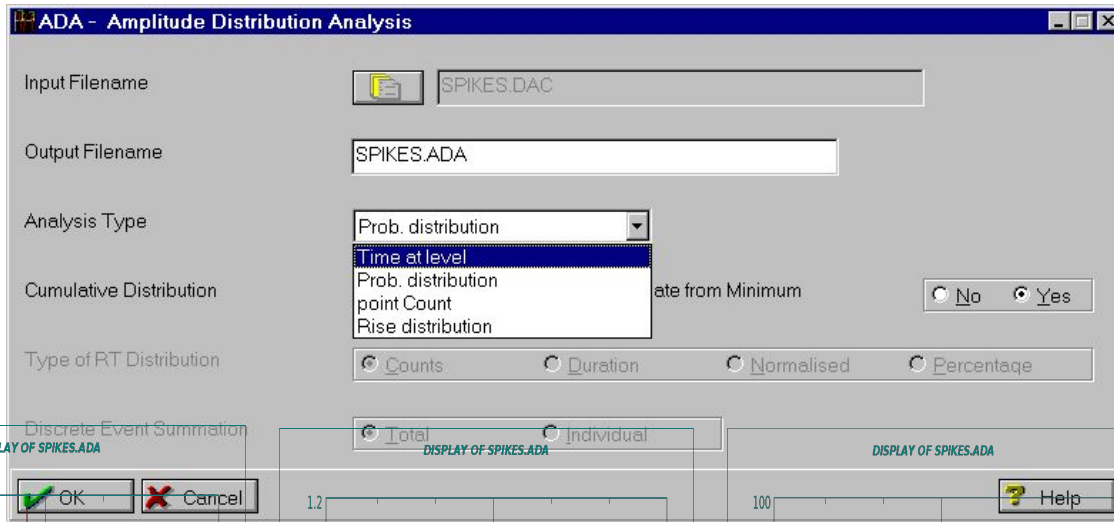 ADA - Amplitude Distribution Analysis
Input Filename
SPIKES.DAC
Output Filename
SPIKES.ADA
Analysis Type
Prob. distribution
Time at level
Prob. distribution
point Count
Rise distribution
Cumulative Distribution
ate from Minimum
No Yes
Type of RT Distribution
Counts Duration Normalised Percentage
Discrete Event Summation
Total Individual
LAY OF SPIKES.ADA
DISPLAY OF SPIKES.ADA
DISPLAY OF SPIKES.ADA
OK Cancel
1.2
100
Help